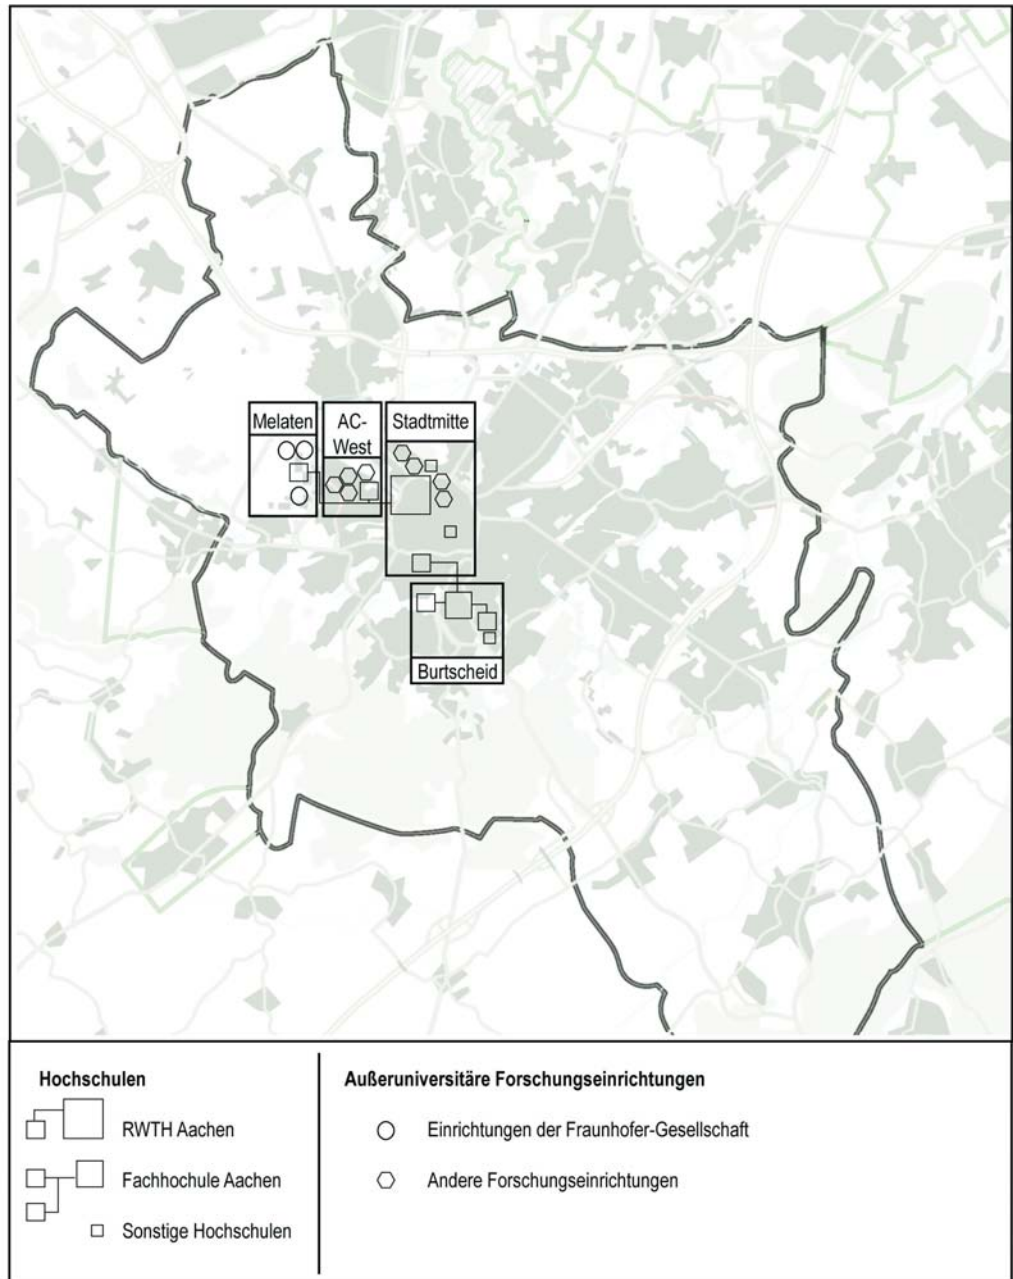 Melaten
AC-
West
Stadtmitte
Burtscheid
Hochschulen
RWTH Aachen
Fachhochule Aachen
Sonstige Hochschulen
Außeruniversitäre Forschungseinrichtungen
Einrichtungen der Fraunhofer-Gesellschaft
Andere Forschungseinrichtungen